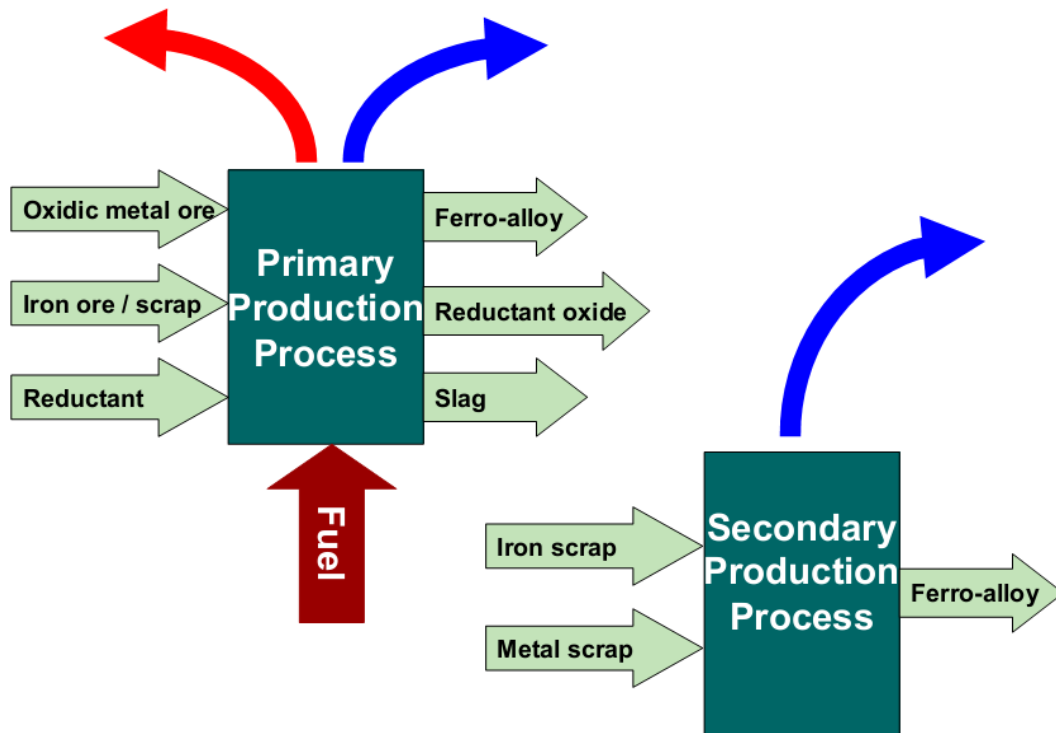 Oxidic metal ore
Iron ore / scrap
Reductant
Primary
Production
Process
Ferro-alloy
Reductant oxide
Slag
Fuel
Iron scrap
Metal scrap
Secondary
Production
Process
Ferro-alloy